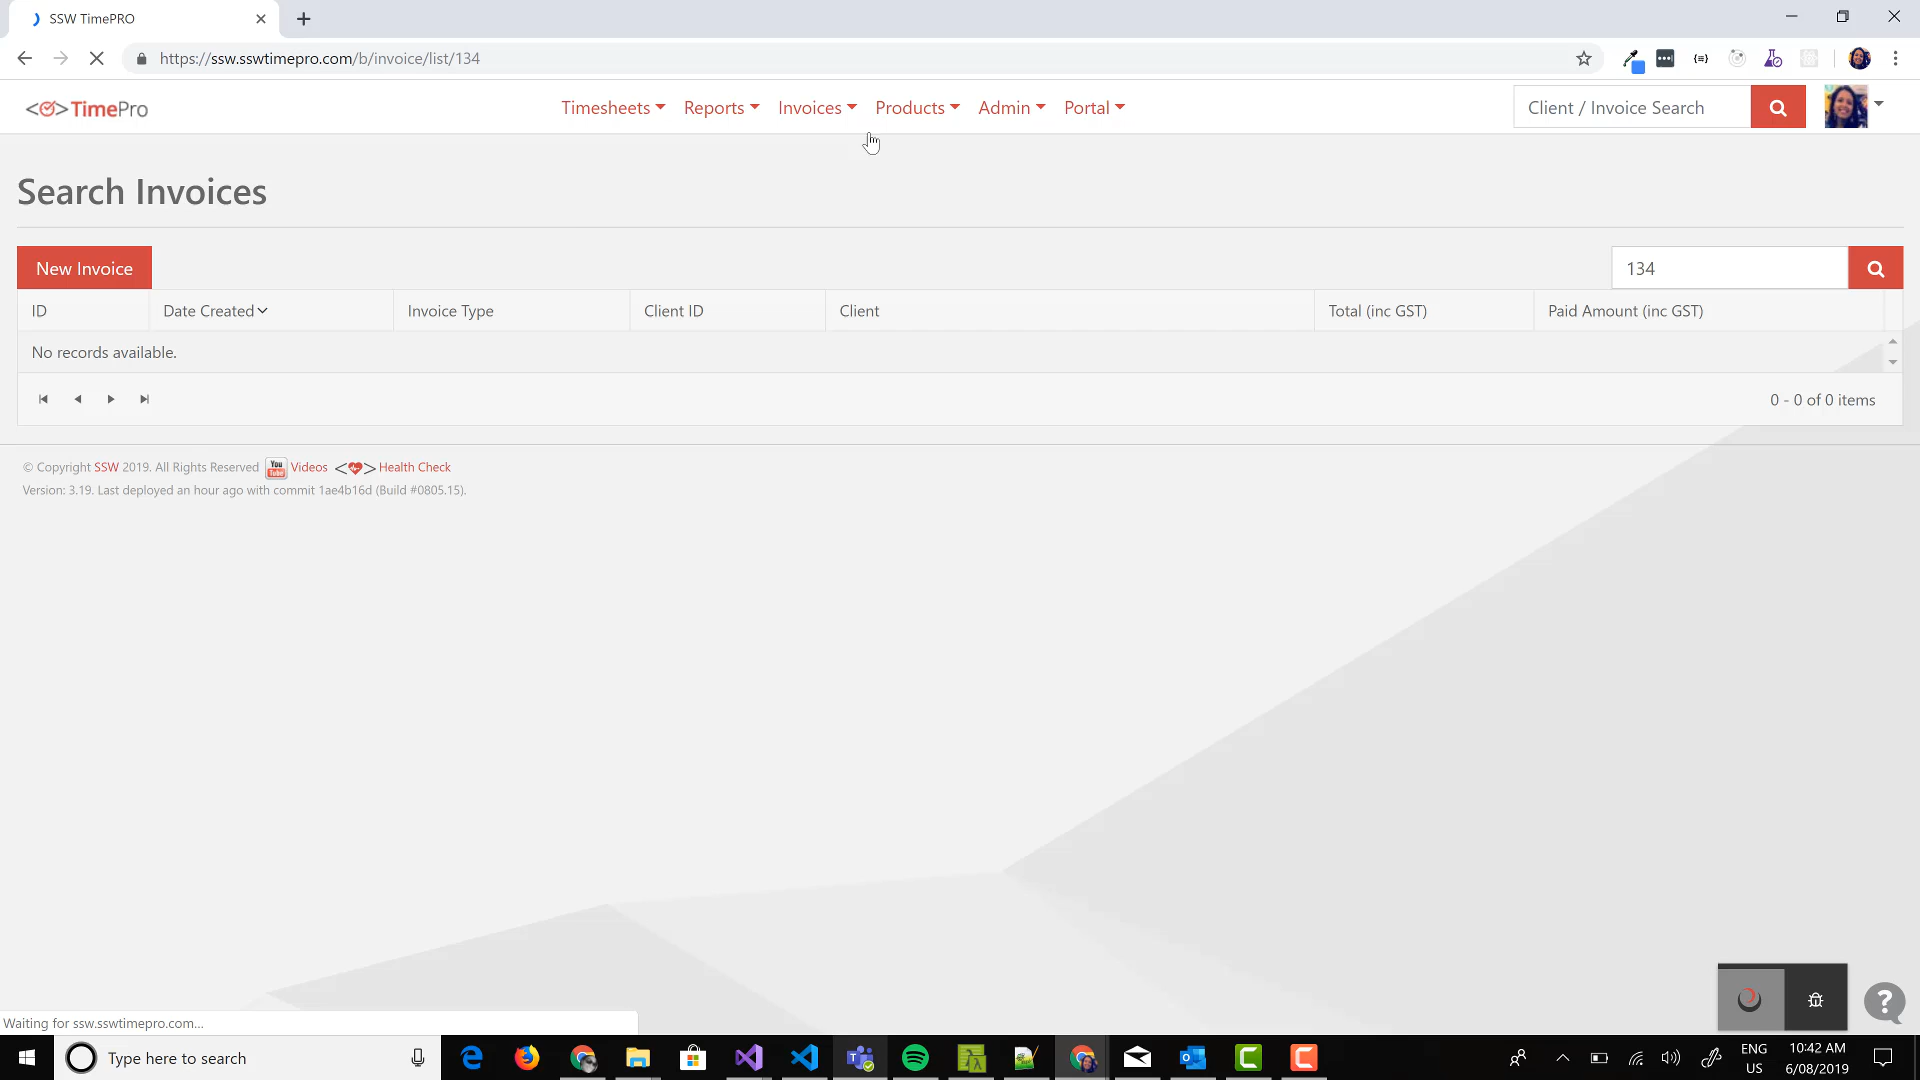 SSW TimePRO
https://ssw.sswtimepro.com/b/invoice/list/134
<> TimePro
Timesheets Reports Invoices Products Admin Portal
Client / Invoice Search
Search Invoices
New Invoice
134
ID Date Created Invoice Type Client ID Client Total (inc GST) Paid Amount (inc GST)
No records available.
0 - 0 of 0 items
© Copyright SSW 2019. All Rights Reserved You Tube Videos <> Health Check
Version: 3.19. Last deployed an hour ago with commit 1ae4b16d (Build #0805.15).
Waiting for ssw.sswtimepro.com...
Type here to search
ENG
US
10:42 AM
6/08/2019